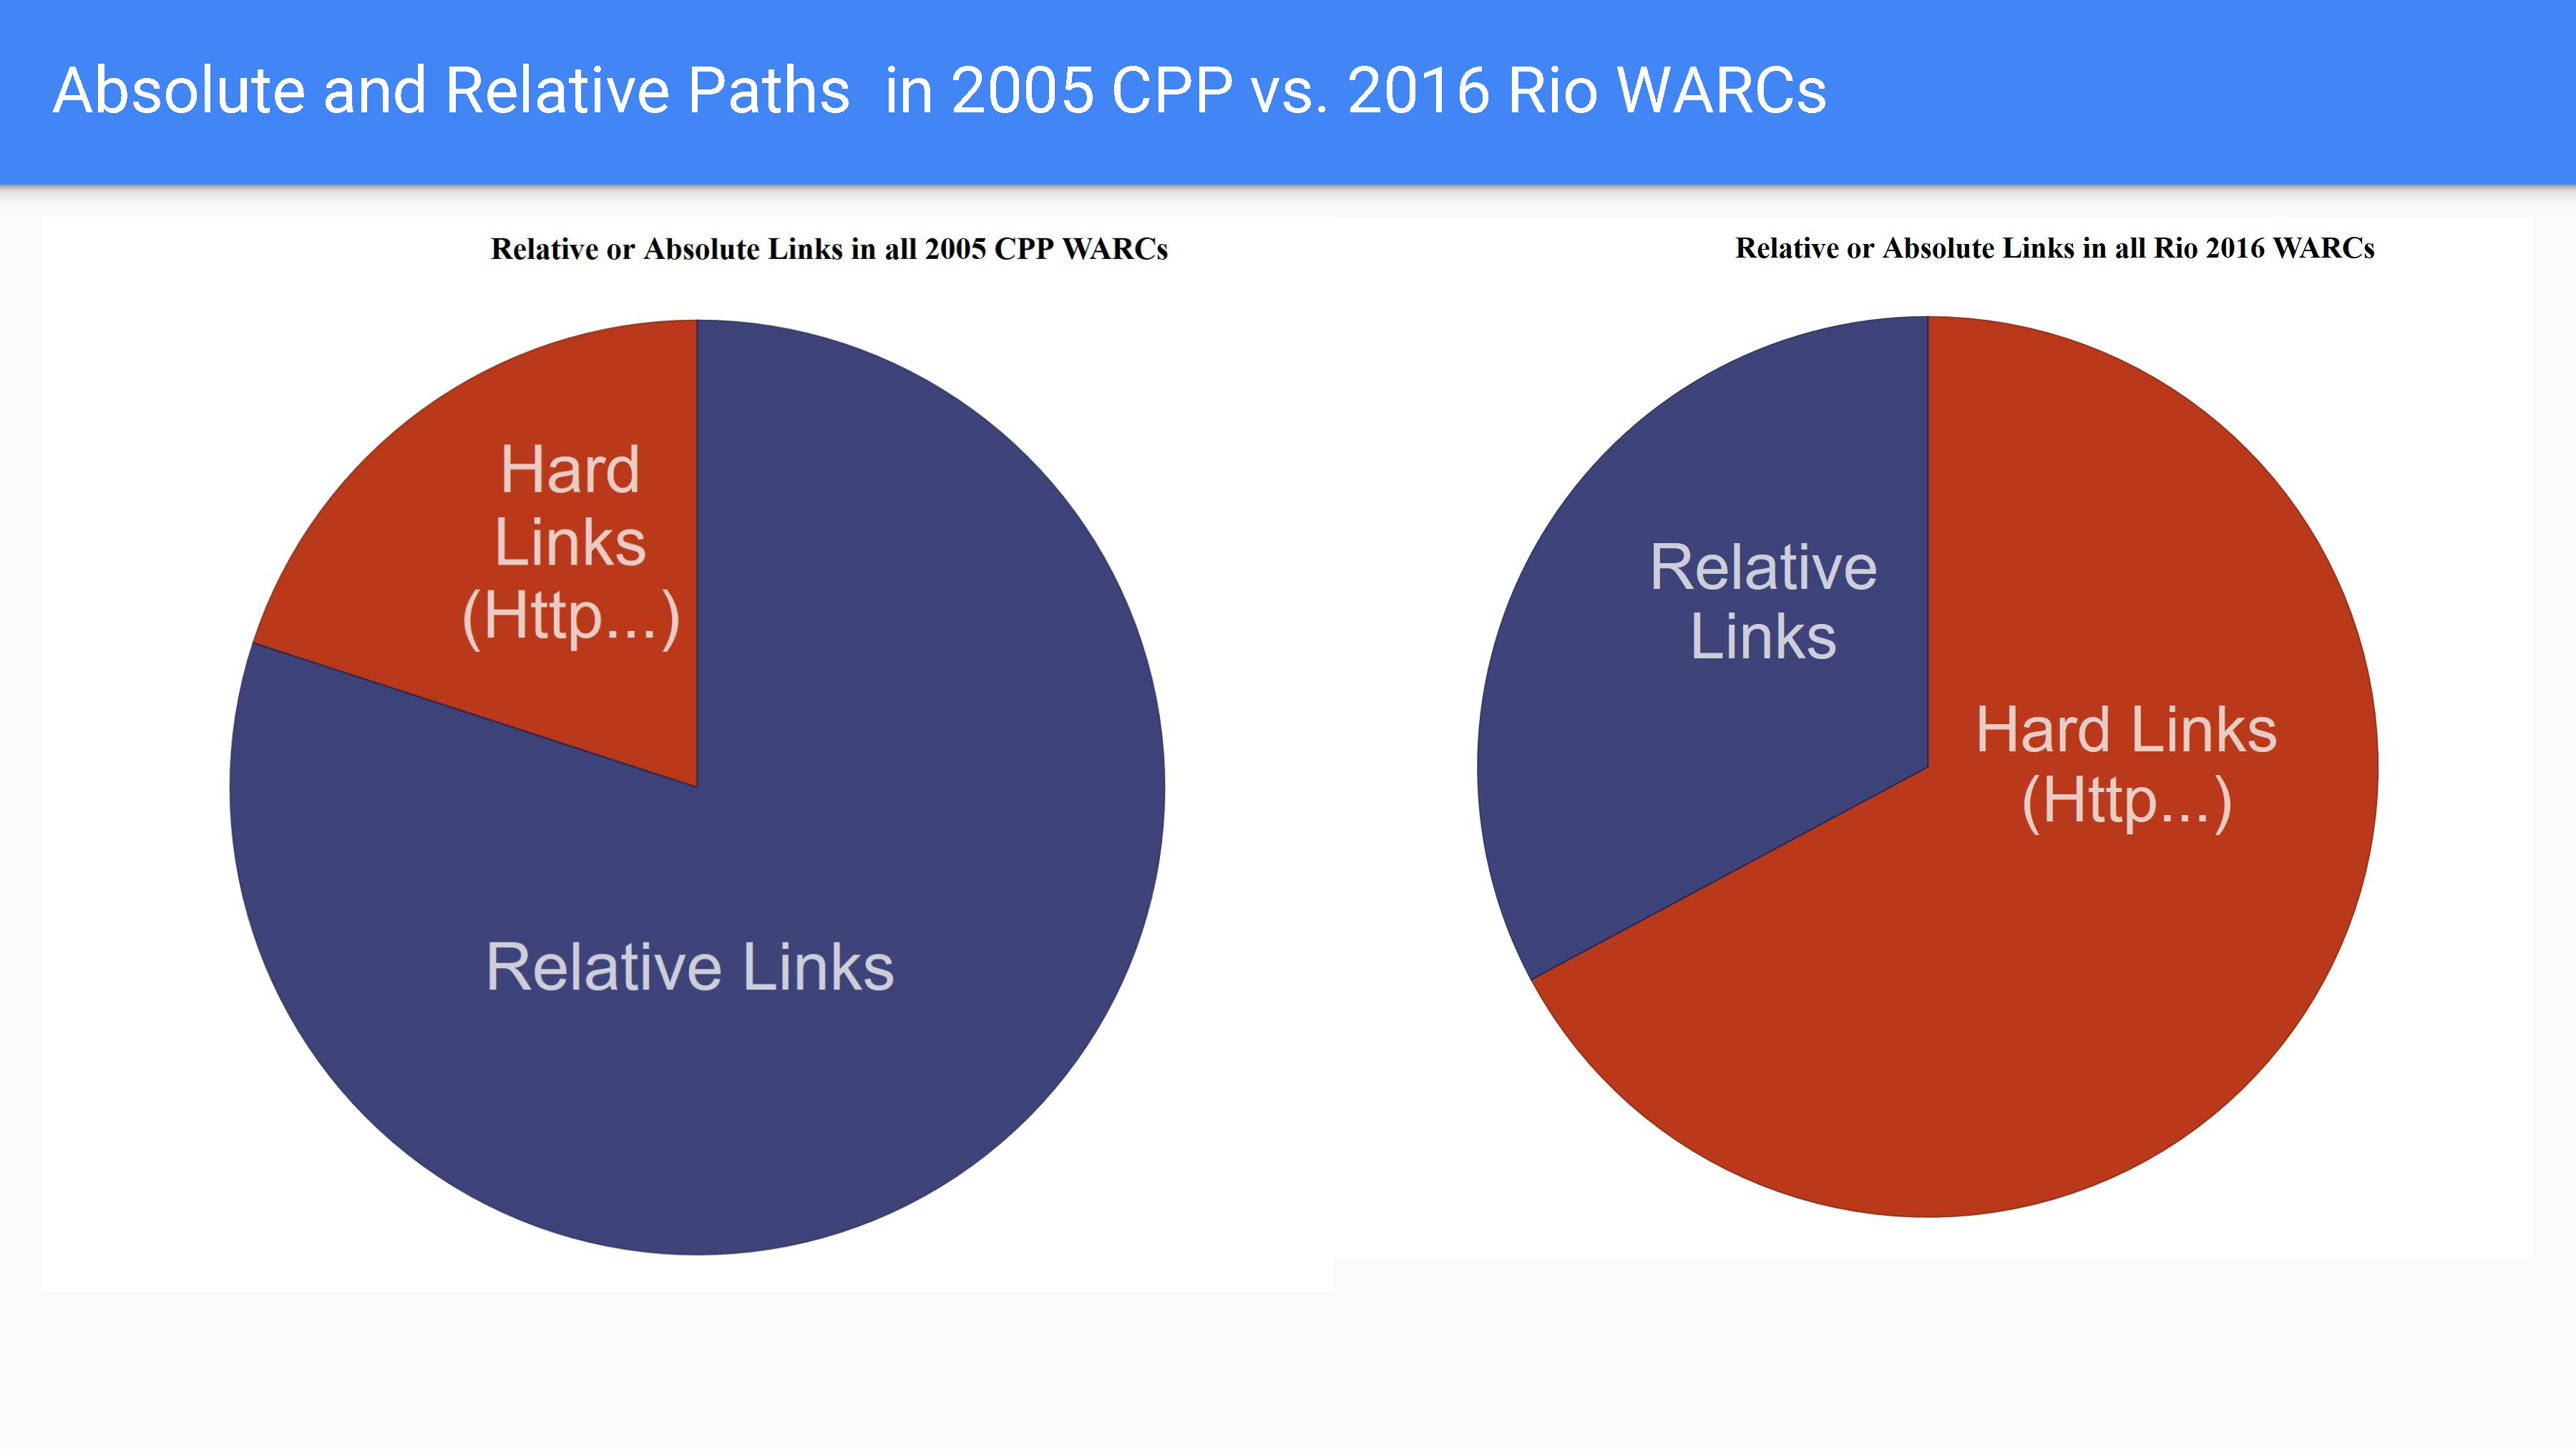 Absolute and Relative Paths  in 2005 CPP vs. 2016 Rio WARCs
Relative or Absolute Links in all 2005 CPP WARCs
Hard
Links
(Http...)
Relative Links
Relative or Absolute Links in all Rio 2016 WARCs
Relative
Links
Hard Links
(Http...)